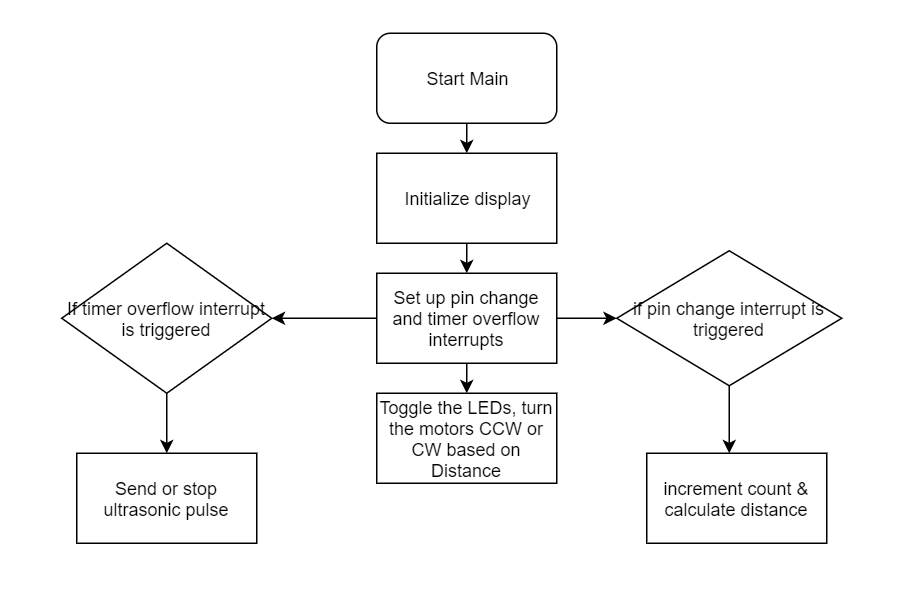 Start Main
Initialize display
Set up pin change
and timer overflow
interrupts
If timer overflow interrupt
is triggered
if pin change interrupt is
triggered
Toggle the LEDs, turn
the motors CCW or
CW based on
Distance
Send or stop
ultrasonic pulse
increment count &
calculate distance